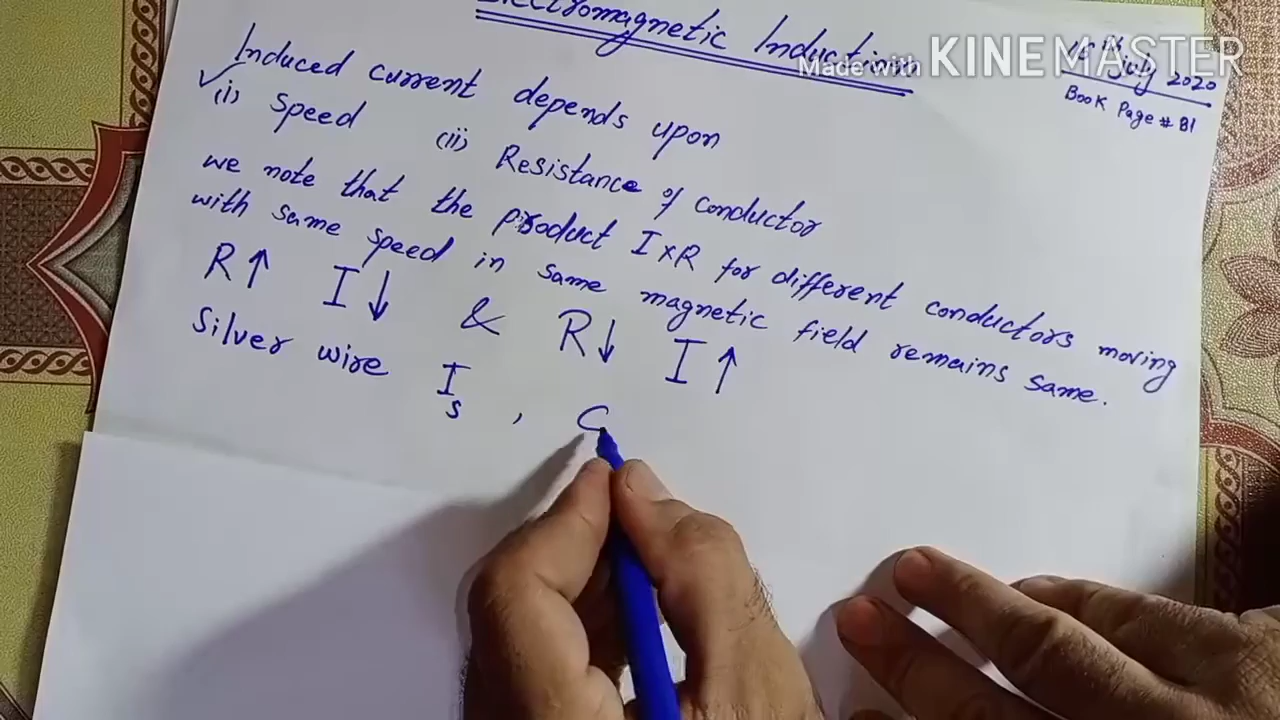 Electromagnetic Induction
Made with KINEMASTER
16th July 2020
Book Page # 81
Induced current depends upon
✓(i) Speed (ii) Resistance of conductor
we note that the product I×R for different conductors moving
with same speed in same magnetic field remains same.
R↑ I↓ & R↓ I↑
Silver wire Is , C